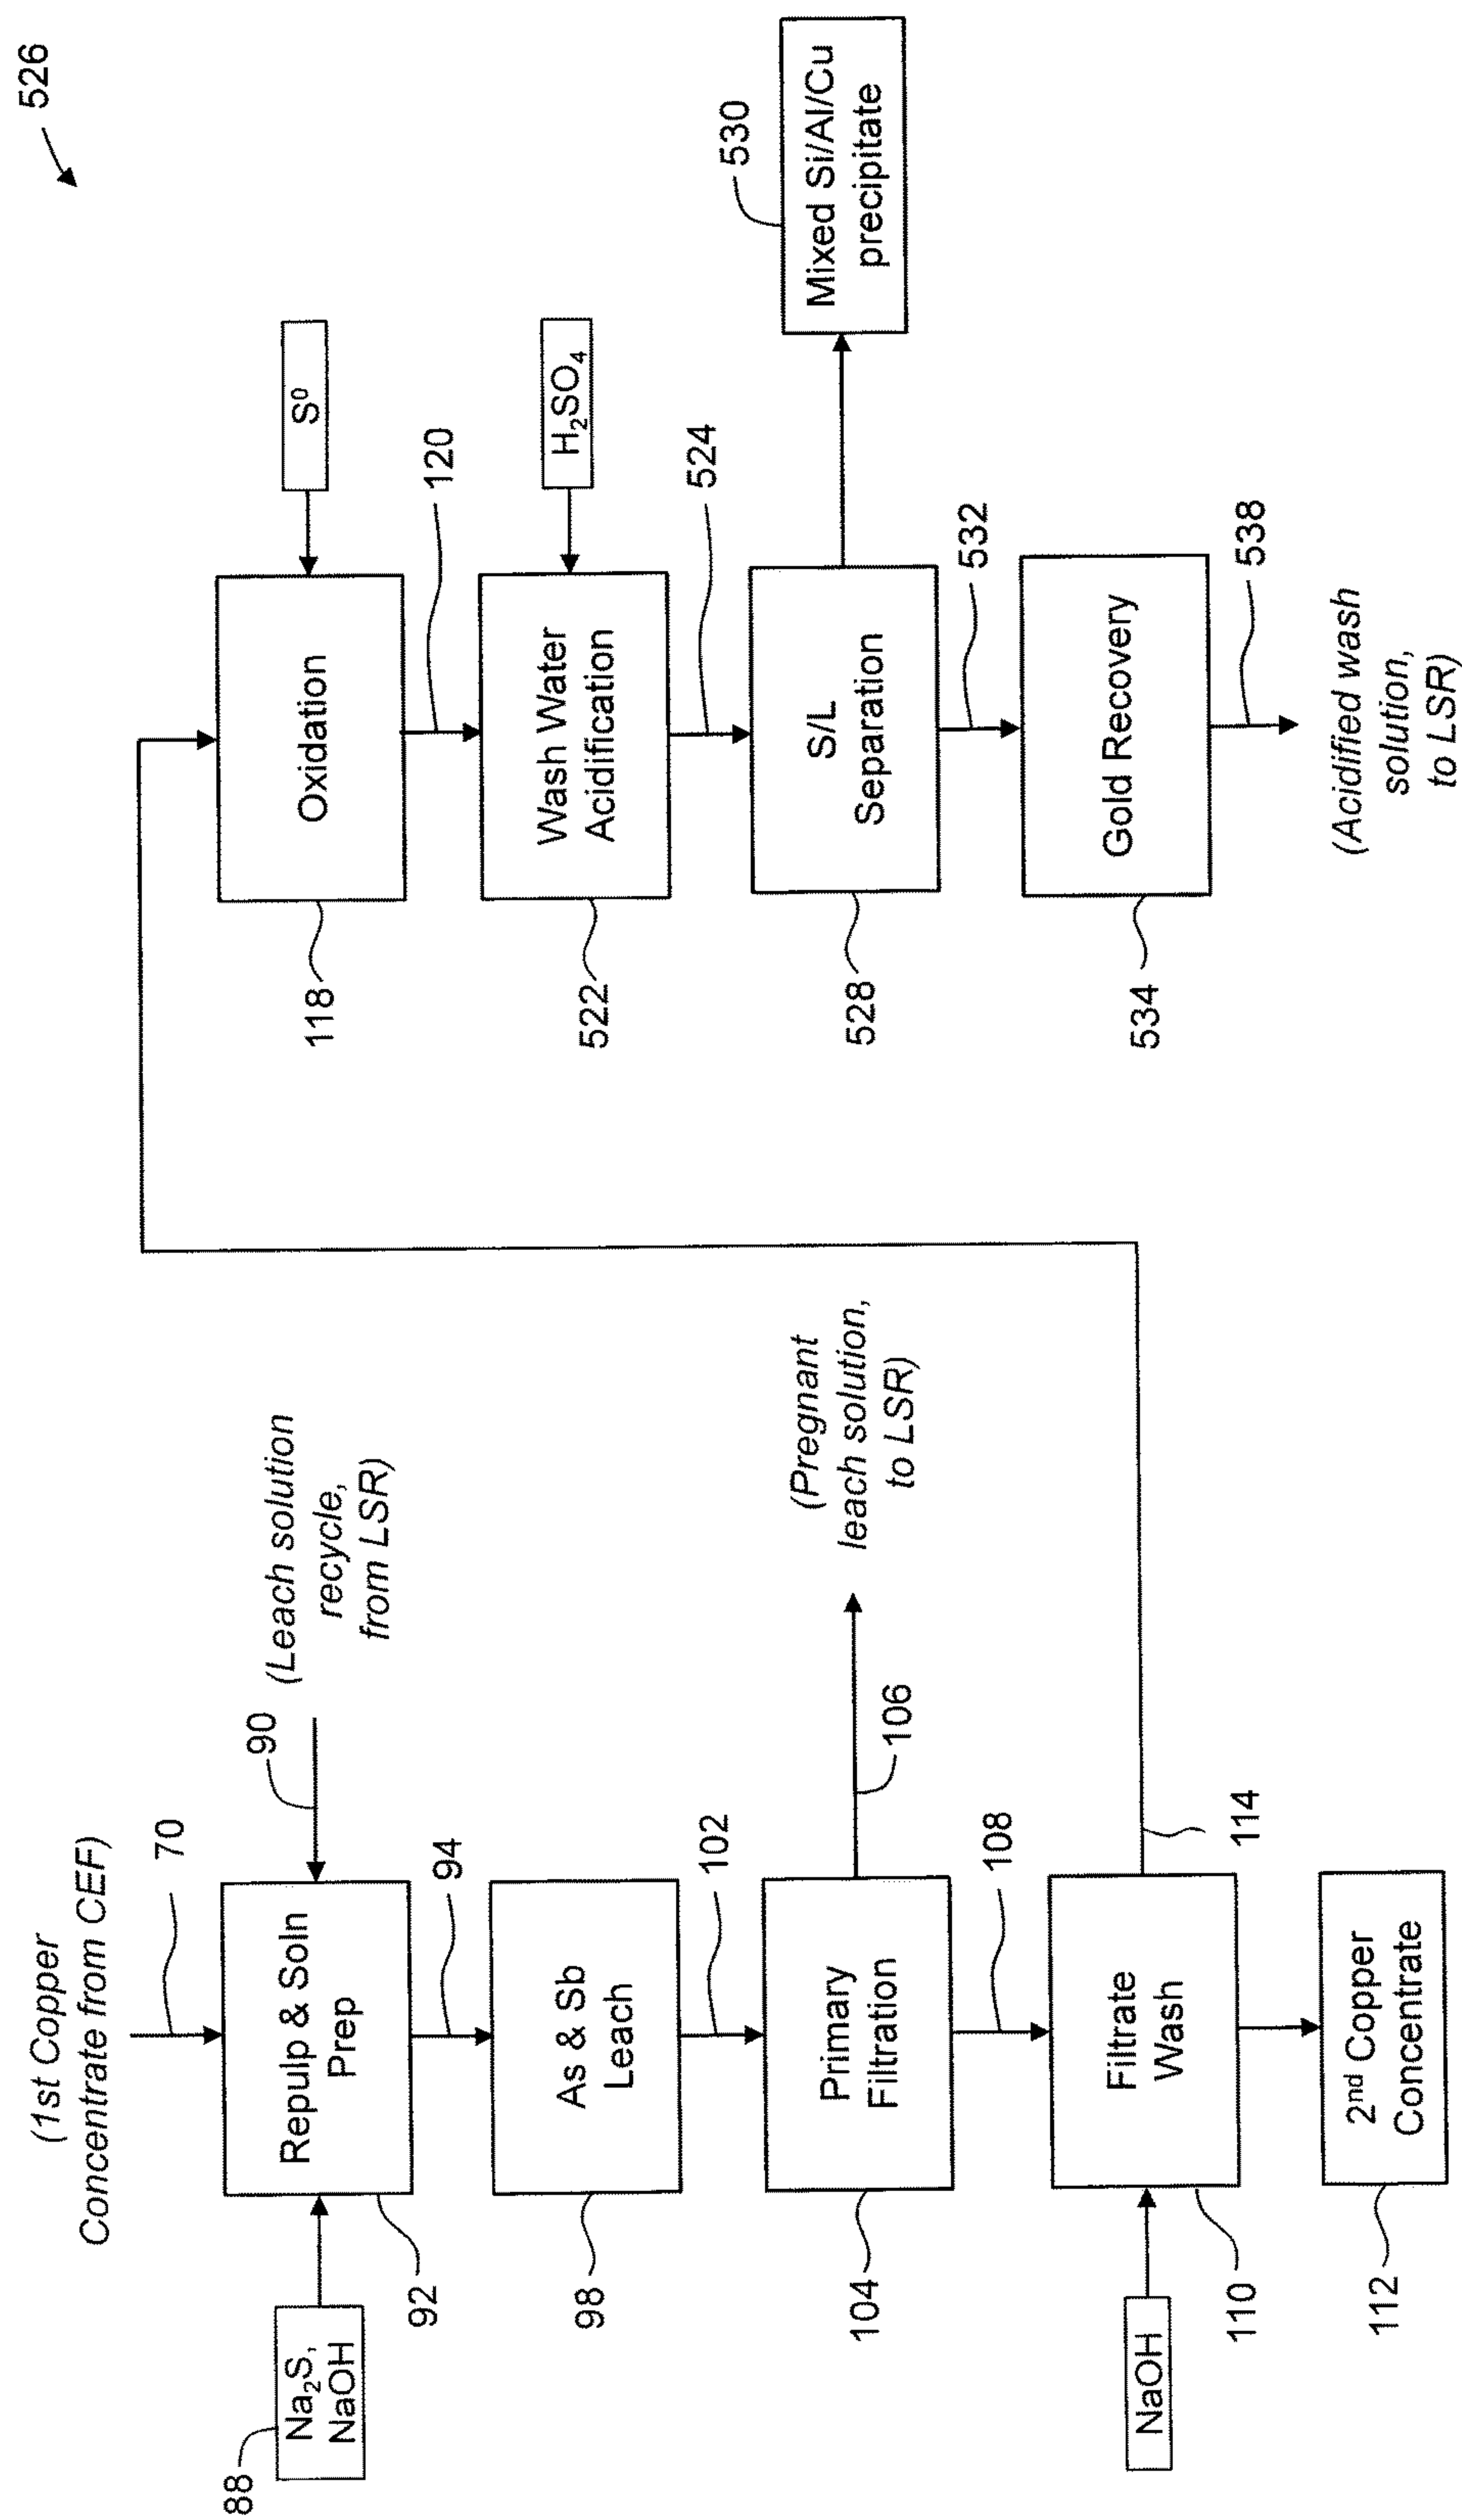 526
(1st Copper
Concentrate from CEF)
70
88
Na2S,
NaOH
92
Repulp & Soln
Prep
90
(Leach solution
recycle,
from LSR)
94
98
As & Sb
Leach
102
104
Primary
Filtration
106
(Pregnant
leach solution,
to LSR)
108
NaOH
110
Filtrate
Wash
114
112
2nd Copper
Concentrate
118
Oxidation
S0
120
522
Wash Water
Acidification
H2SO4
524
528
S/L
Separation
530
Mixed Si/Al/Cu
precipitate
532
534
Gold Recovery
538
(Acidified wash
solution,
to LSR)